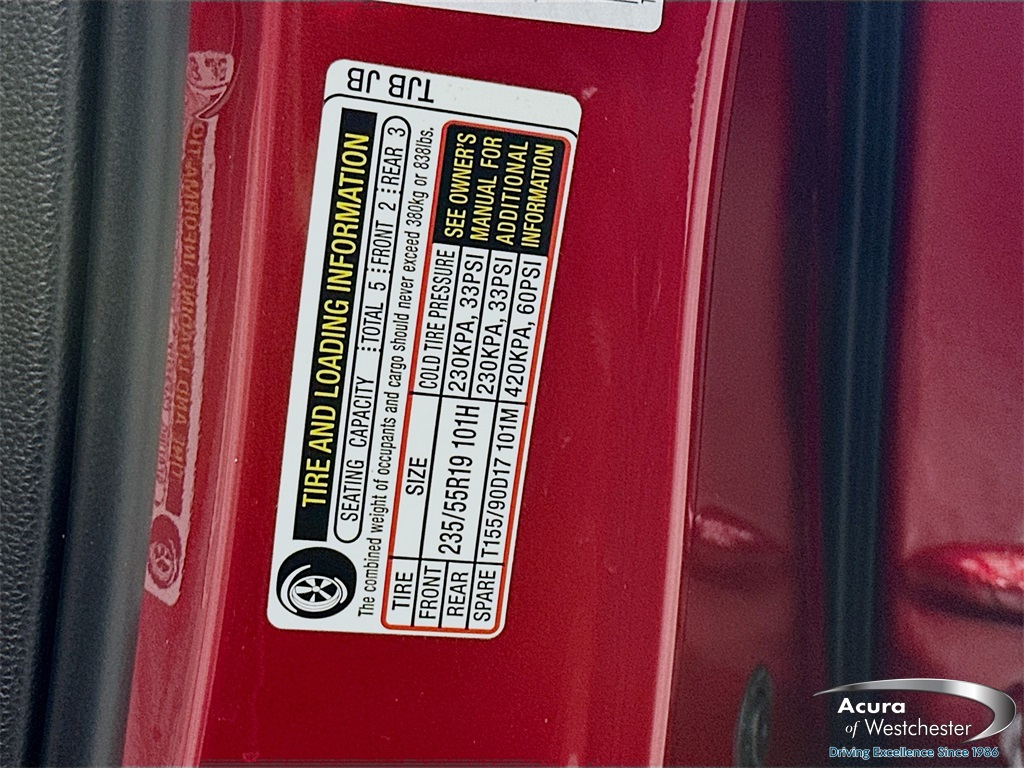 TJB JB
TIRE AND LOADING INFORMATION
SEATING CAPACITY TOTAL 5 FRONT 2 REAR 3
The combined weight of occupants and cargo should never exceed 380kg or 838lbs.
TIRE SIZE COLD TIRE PRESSURE SEE OWNER'S MANUAL FOR ADDITIONAL INFORMATION
FRONT 235/55R19 101H 230KPA, 33PSI
REAR 230KPA, 33PSI
SPARE T155/90D17 101M 420KPA, 60PSI
Acura
of Westchester
Driving Excellence Since 1986